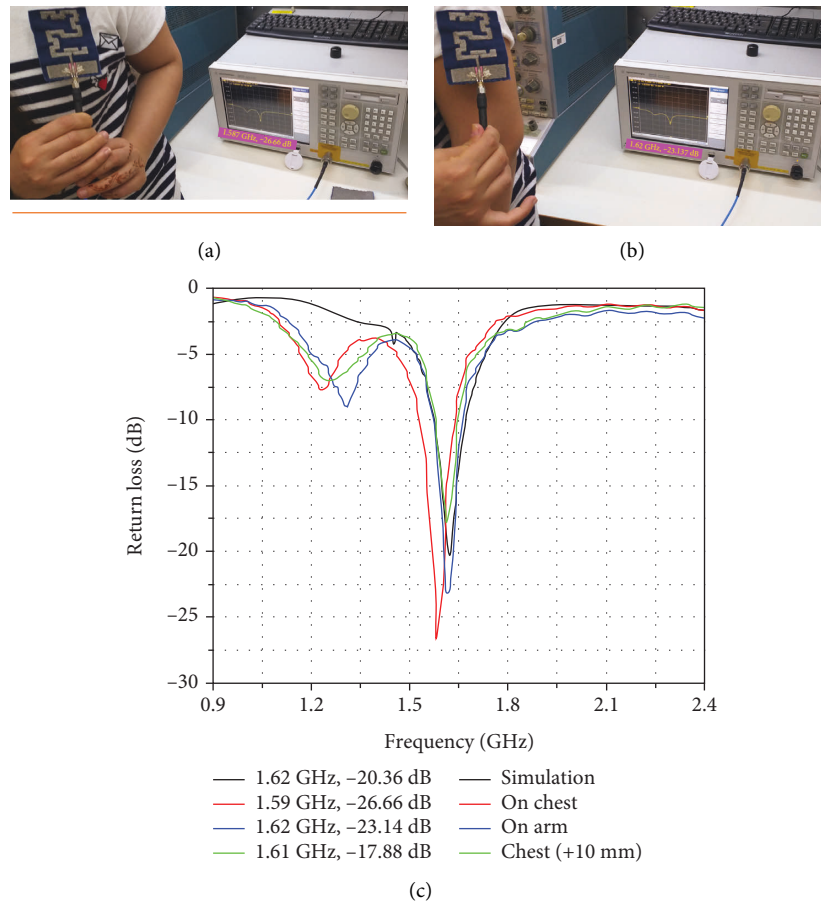 1.587 GHz, −26.66 dB
1.62 GHz, −23.137 dB
(a)
(b)
0
−5
−10
−15
−20
−25
−30
Return loss (dB)
0.9 1.2 1.5 1.8 2.1 2.4
Frequency (GHz)
1.62 GHz, −20.36 dB Simulation
1.59 GHz, −26.66 dB On chest
1.62 GHz, −23.14 dB On arm
1.61 GHz, −17.88 dB Chest (+10 mm)
(c)